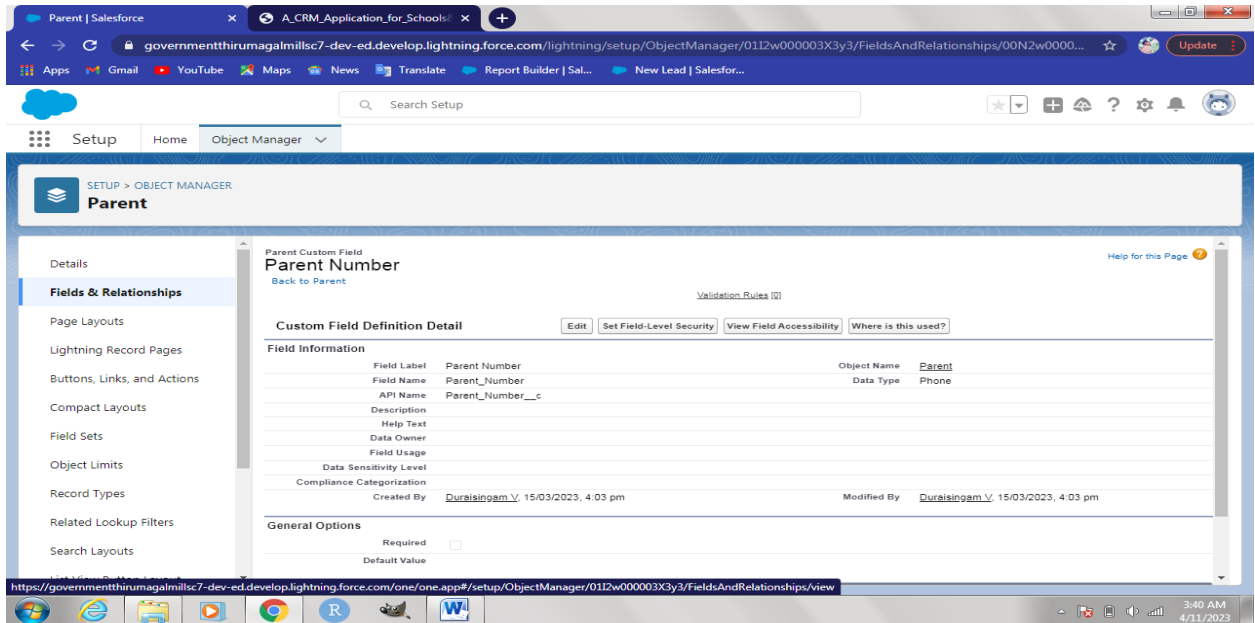 Parent | Salesforce
A_CRM_Application_for_Schools&
governmentthirumagalmillsc7-dev-ed.develop.lightning.force.com/lightning/setup/ObjectManager/01I2w000003X3y3/FieldsAndRelationships/00N2w0000...
Update
Apps Gmail YouTube Maps News Translate Report Builder | Sal... New Lead | Salesfor...
Search Setup
Setup Home Object Manager
SETUP > OBJECT MANAGER
Parent
Details
Fields & Relationships
Page Layouts
Lightning Record Pages
Buttons, Links, and Actions
Compact Layouts
Field Sets
Object Limits
Record Types
Related Lookup Filters
Search Layouts
Parent Custom Field
Parent Number
Back to Parent
Help for this Page
Validation Rules [0]
Custom Field Definition Detail Edit Set Field-Level Security View Field Accessibility Where is this used?
Field Information
Field Label Parent Number Object Name Parent
Field Name Parent_Number Data Type Phone
API Name Parent_Number__c
Description
Help Text
Data Owner
Field Usage
Data Sensitivity Level
Compliance Categorization
Created By Duraisingam V, 15/03/2023, 4:03 pm Modified By Duraisingam V, 15/03/2023, 4:03 pm
General Options
Required
Default Value
https://governmentthirumagalmillsc7-dev-ed.develop.lightning.force.com/one/one.app#/setup/ObjectManager/01I2w000003X3y3/FieldsAndRelationships/view
3:40 AM
4/11/2023